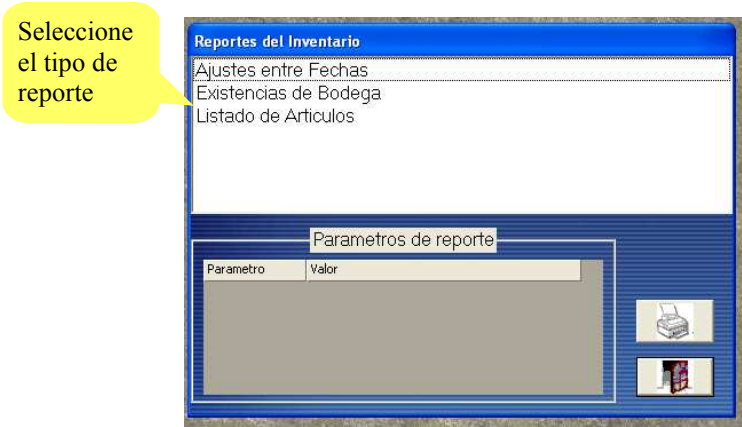 Seleccione
el tipo de
reporte
Reportes del Inventario
Ajustes entre Fechas
Existencias de Bodega
Listado de Articulos
Parametros de reporte
Parametro Valor